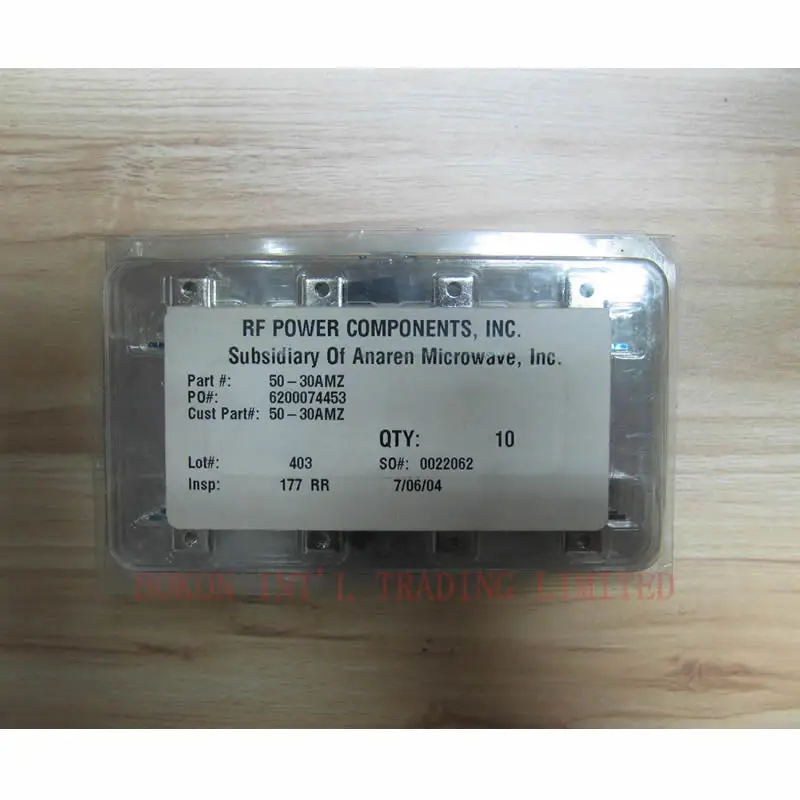 RF POWER COMPONENTS, INC.
Subsidiary Of Anaren Microwave, Inc.
Part #: 50-30AMZ
PO#: 6200074453
Cust Part#: 50-30AMZ
QTY: 10
Lot#: 403 SO#: 0022062
Insp: 177 RR 7/06/04
DOKON INT'L TRADING LIMITED